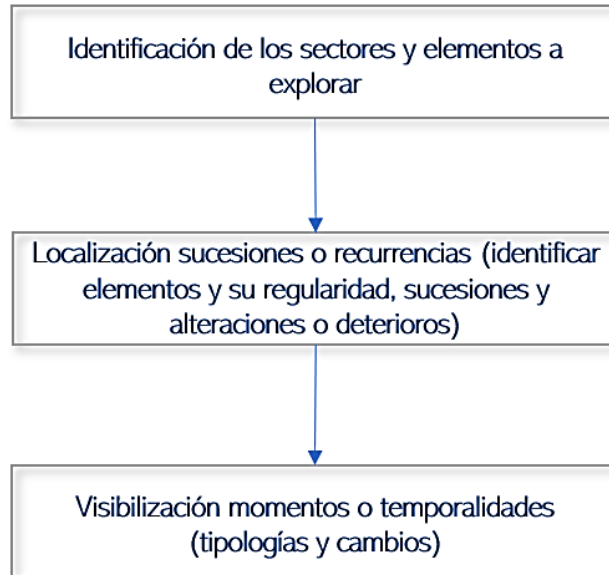 Identificación de los sectores y elementos a
explorar
Localización sucesiones o recurrencias (identificar
elementos y su regularidad, sucesiones y
alteraciones o deterioros)
Visibilización momentos o temporalidades
(tipologías y cambios)